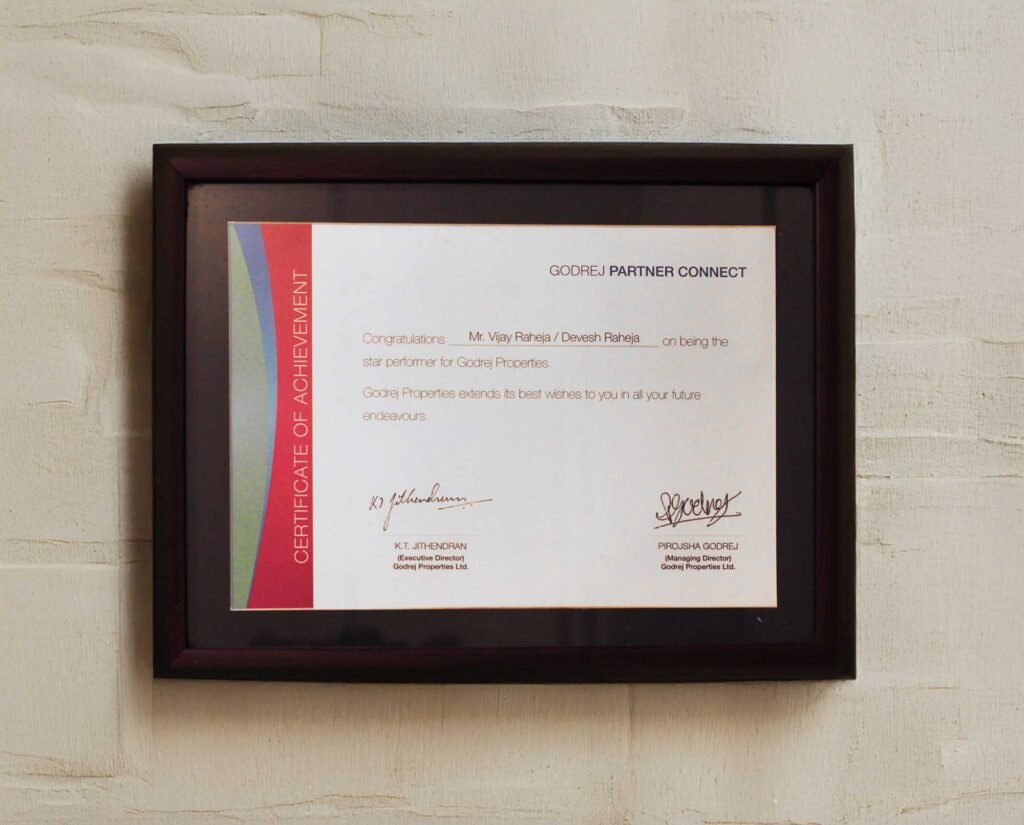 CERTIFICATE OF ACHIEVEMENT
GODREJ PARTNER CONNECT
Congratulations Mr. Vijay Raheja / Devesh Raheja on being the
star performer for Godrej Properties.
Godrej Properties extends its best wishes to you in all your future
endeavours.
K.T. Jithendran
PGodrej
K.T. JITHENDRAN
(Executive Director)
Godrej Properties Ltd.
PIROJSHA GODREJ
(Managing Director)
Godrej Properties Ltd.